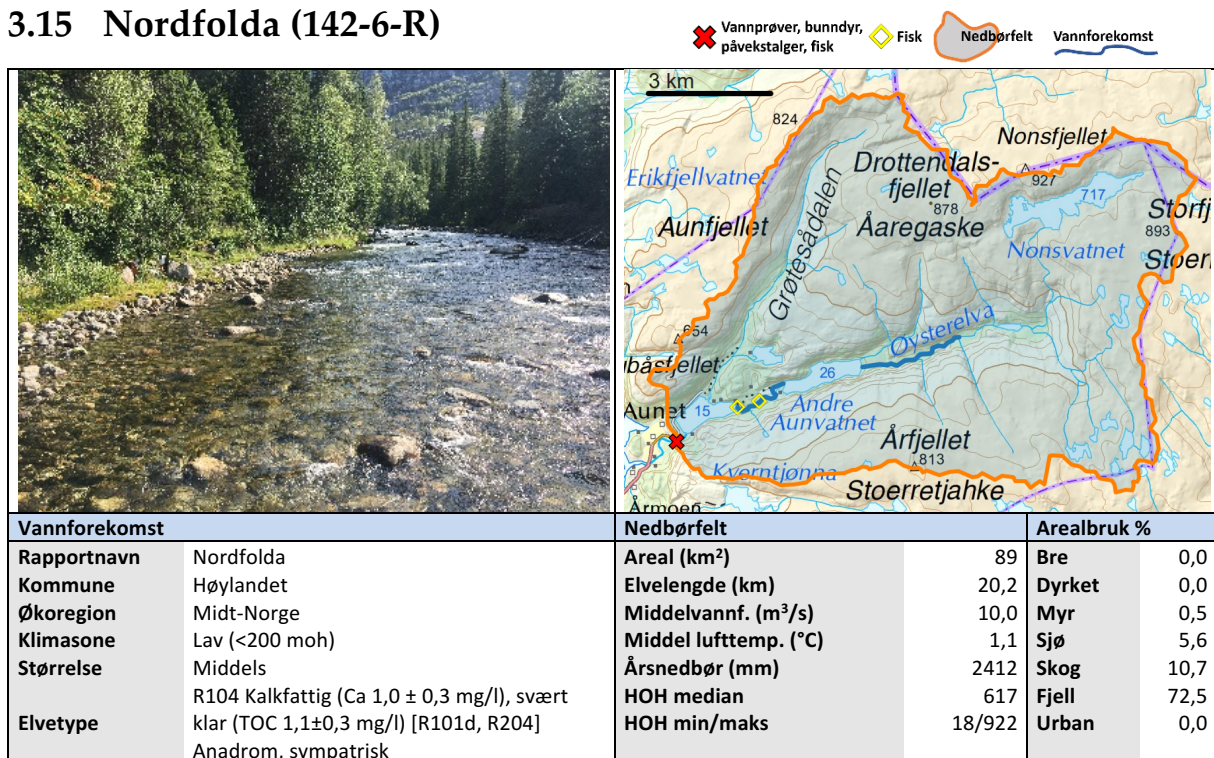 3.15 Nordfolda (142-6-R)
Vannprøver, bunndyr,
påvekstalger, fisk
Fisk
Nedbørfelt
Vannforekomst
3 km
824
Nonsfjellet
Erikfjellvatnet
Drottendals-
fjellet
927
717
878
Storfj
Aunfjellet
Åaregaske
893
Grøtesådalen
Nonsvatnet
Stoerr
654
Øysterelva
båsfjellet
26
Aunet
15
Andre
Aunvatnet
Årfjellet
813
Kverntjønna
Stoerretjahke
Årmoen
Vannforekomst
Rapportnavn Nordfolda
Kommune Høylandet
Økoregion Midt-Norge
Klimasone Lav (<200 moh)
Størrelse Middels
R104 Kalkfattig (Ca 1,0 ± 0,3 mg/l), svært
Elvetype klar (TOC 1,1±0,3 mg/l) [R101d, R204]
Anadrom, sympatrisk
Nedbørfelt
Areal (km²) 89
Elvelengde (km) 20,2
Middelvannf. (m³/s) 10,0
Middel lufttemp. (°C) 1,1
Årsnedbør (mm) 2412
HOH median 617
HOH min/maks 18/922
Arealbruk %
Bre 0,0
Dyrket 0,0
Myr 0,5
Sjø 5,6
Skog 10,7
Fjell 72,5
Urban 0,0